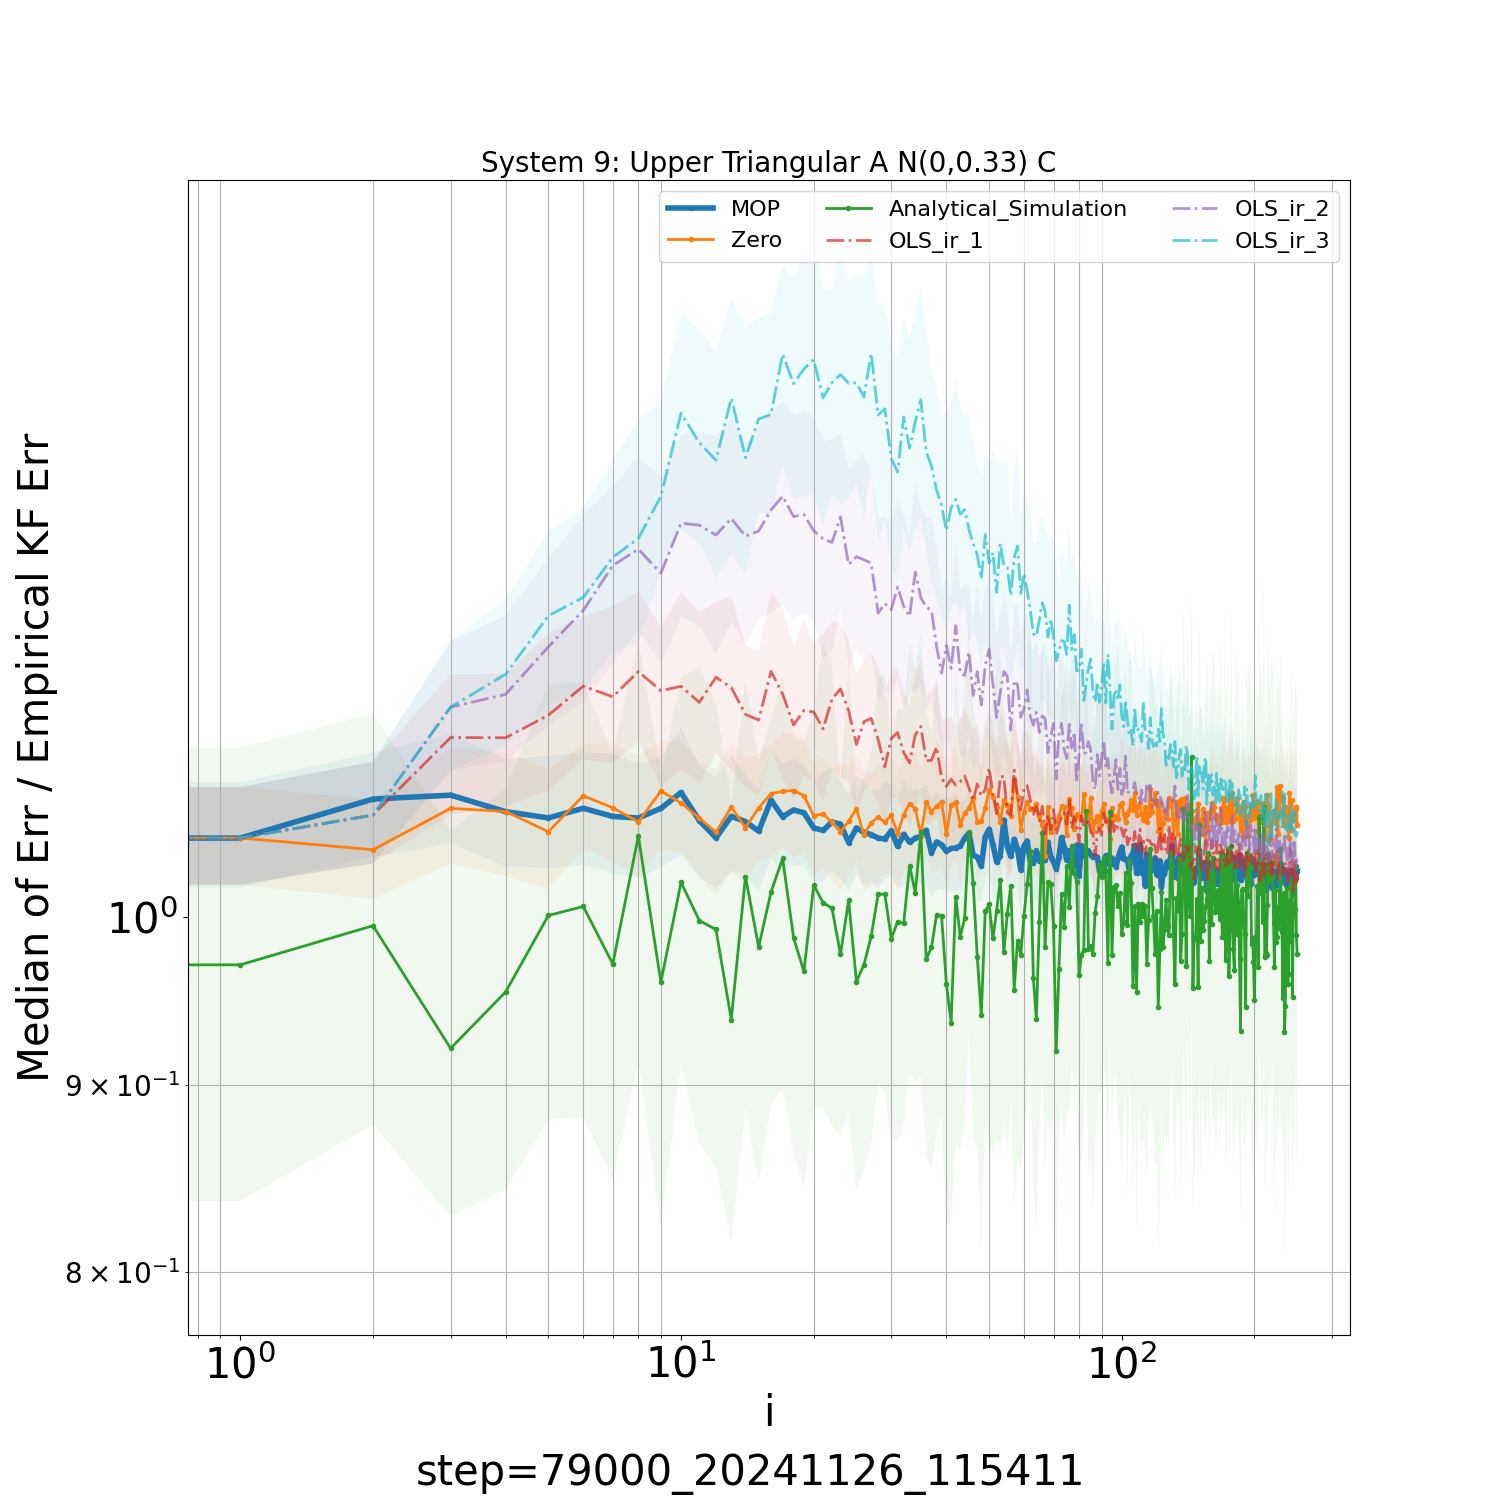 System 9: Upper Triangular A N(0,0.33) C
MOP
Zero
Analytical_Simulation
OLS_ir_1
OLS_ir_2
OLS_ir_3
Median of Err / Empirical KF Err
10⁰
9 × 10⁻¹
8 × 10⁻¹
10⁰ 10¹ 10²
i
step=79000_20241126_115411